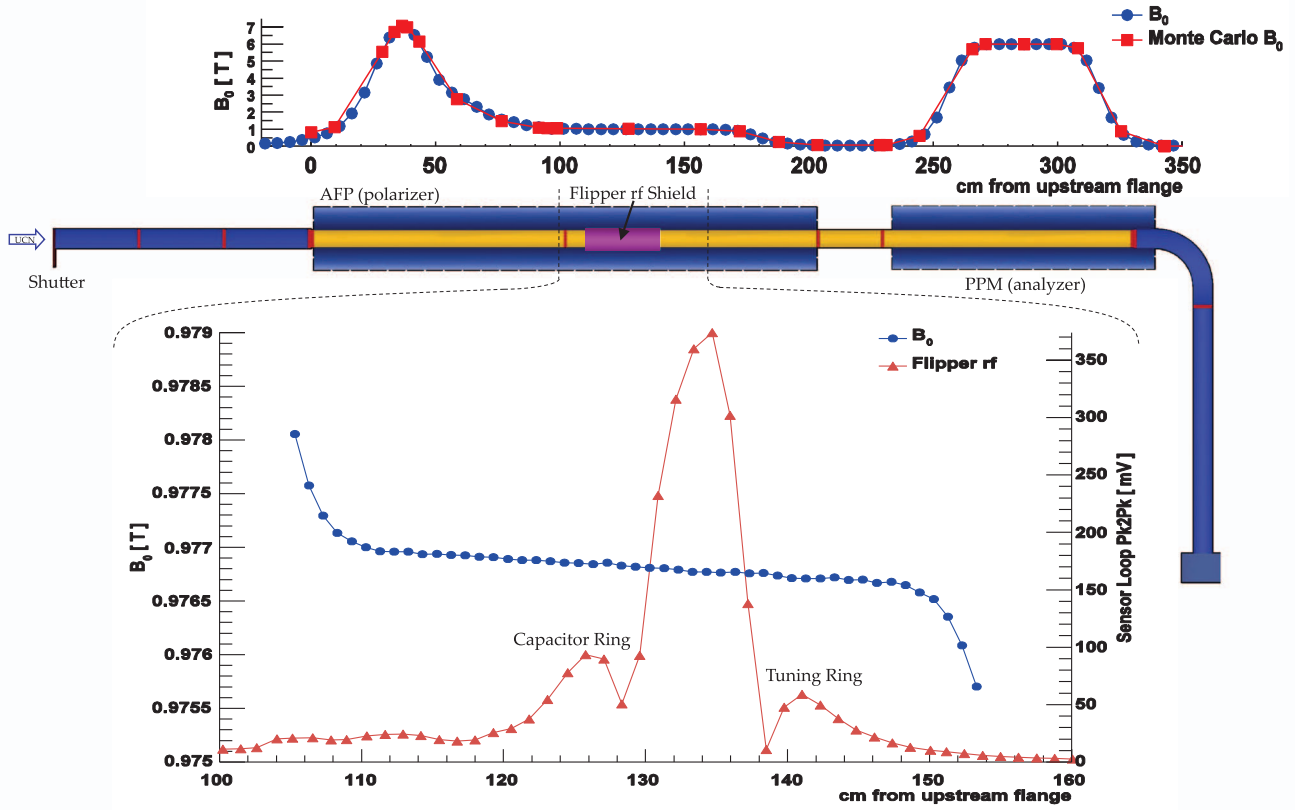 B₀
Monte Carlo B₀
B₀ [ T ]
7
6
5
4
3
2
1
0
0 50 100 150 200 250 300 350
cm from upstream flange
AFP (polarizer)
Flipper rf Shield
UCN
Shutter
PPM (analyzer)
B₀
Flipper rf
0.979
0.9785
0.978
0.9775
0.977
0.9765
0.976
0.9755
0.975
B₀ [ T ]
350
300
250
200
150
100
50
0
Sensor Loop Pk2Pk [ mV ]
Capacitor Ring
Tuning Ring
100 110 120 130 140 150 160
cm from upstream flange